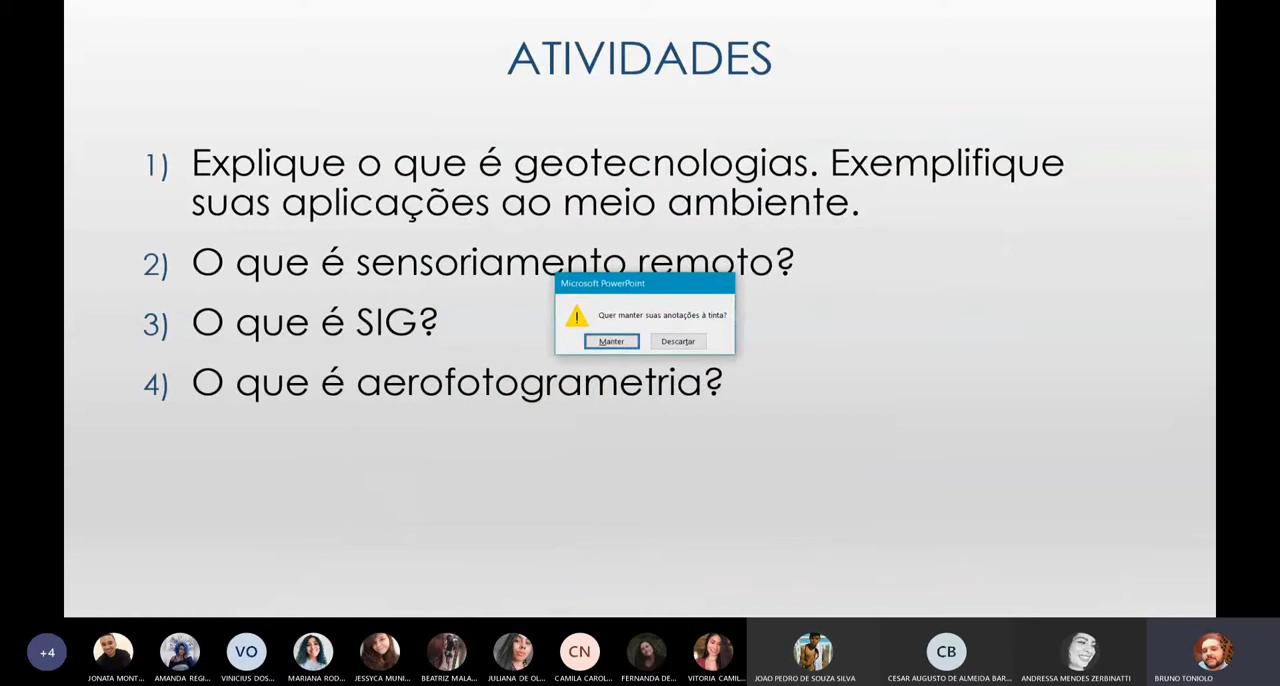 ATIVIDADES
1) Explique o que é geotecnologias. Exemplifique
suas aplicações ao meio ambiente.
2) O que é sensoriamento remoto?
Microsoft PowerPoint
Quer manter suas anotações à tinta?
Manter Descartar
3) O que é SIG?
4) O que é aerofotogrametria?
+4 VO CN CB
JONATA MONT... AMANDA REGI... VINICIUS DOS... MARIANA ROD... JESSYCA MUNI... BEATRIZ MALA... JULIANA DE OL... CAMILA CAROL... FERNANDA DE... VITORIA CAMIL... JOAO PEDRO DE SOUZA SILVA CESAR AUGUSTO DE ALMEIDA BAR... ANDRESSA MENDES ZERBINATTI BRUNO TONIOLO